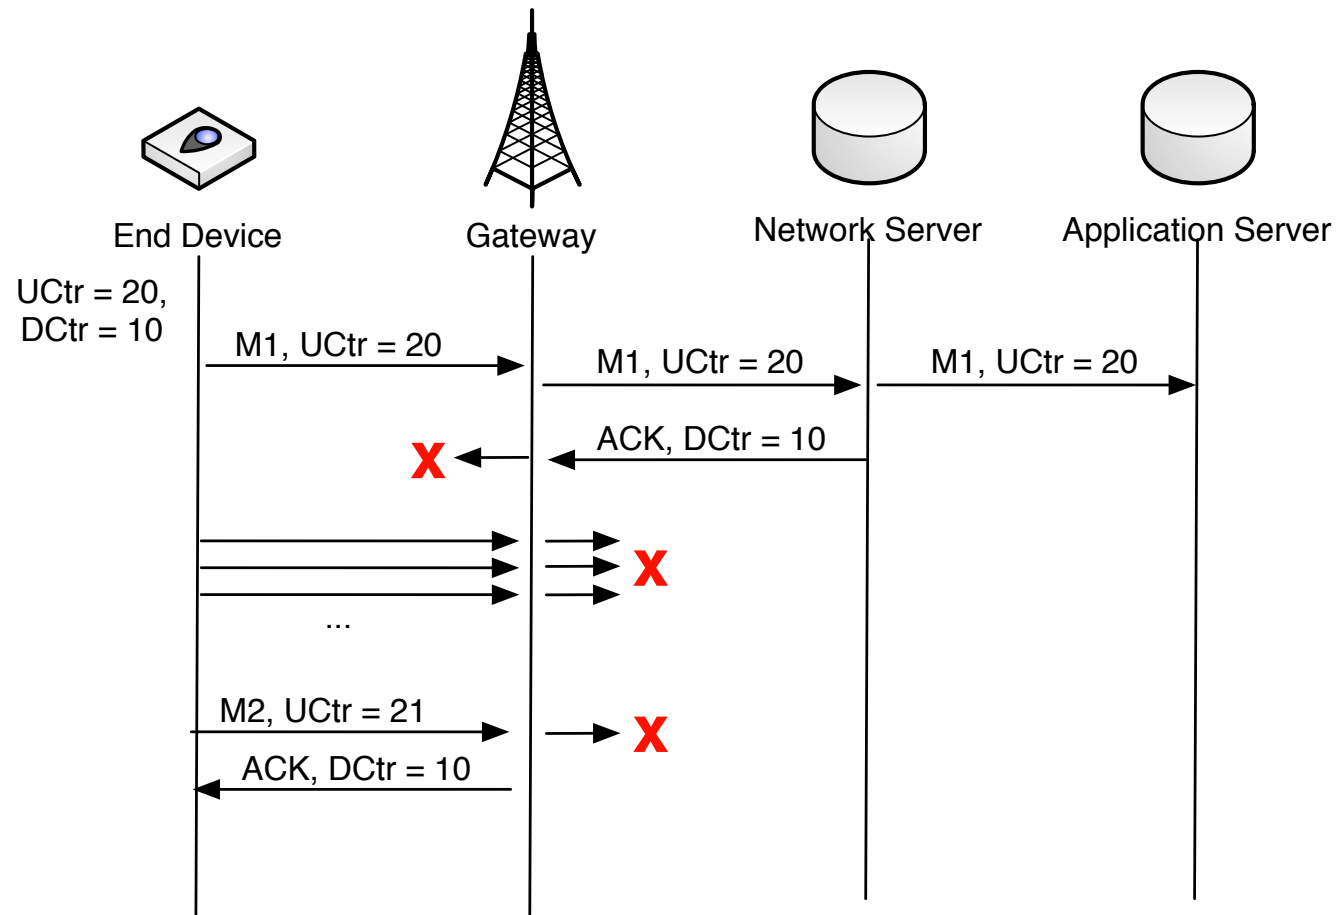 End Device
Gateway
Network Server
Application Server
UCtr = 20,
DCtr = 10
M1, UCtr = 20
M1, UCtr = 20
M1, UCtr = 20
ACK, DCtr = 10
X
X
...
M2, UCtr = 21
X
ACK, DCtr = 10